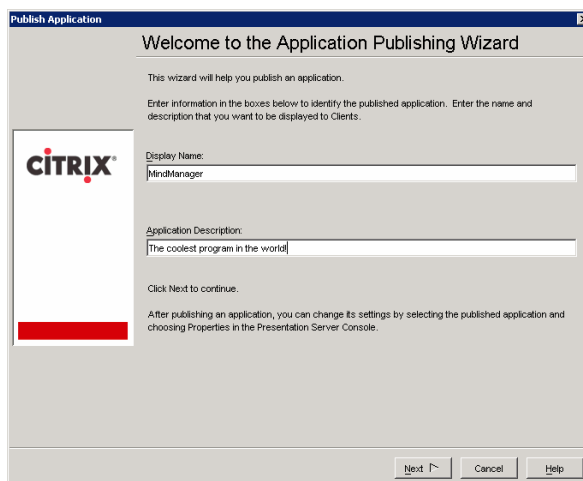 Publish Application
Welcome to the Application Publishing Wizard
This wizard will help you publish an application.
Enter information in the boxes below to identify the published application. Enter the name and
description that you want to be displayed to Clients.
CITRIX®
Display Name:
MindManager
Application Description:
The coolest program in the world!
Click Next to continue.
After publishing an application, you can change its settings by selecting the published application and
choosing Properties in the Presentation Server Console.
Next
Cancel
Help